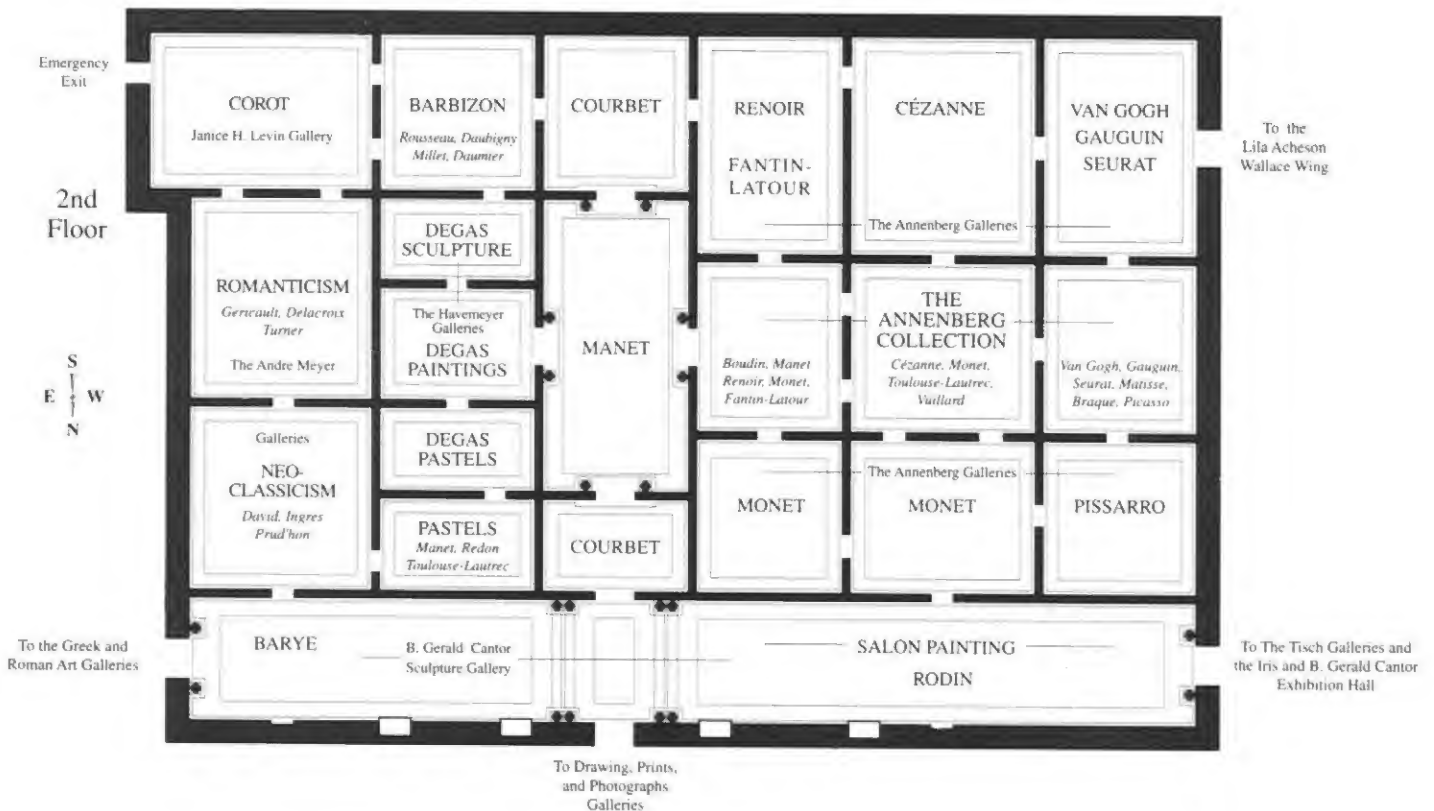 Emergency
Exit
COROT
Janice H. Levin Gallery
BARBIZON
Rousseau, Daubigny
Millet, Daumier
COURBET
RENOIR
FANTIN-
LATOUR
CÉZANNE
VAN GOGH
GAUGUIN
SEURAT
To the
Lila Acheson
Wallace Wing
The Annenberg Galleries
2nd
Floor
DEGAS
SCULPTURE
ROMANTICISM
Gericault, Delacroix
Turner
The Andre Meyer
The Havemeyer
Galleries
DEGAS
PAINTINGS
MANET
Boudin, Manet
Renoir, Monet,
Fantin-Latour
THE
ANNENBERG
COLLECTION
Cézanne, Monet,
Toulouse-Lautrec,
Vuillard
Van Gogh, Gauguin,
Seurat, Matisse,
Braque, Picasso
S
E W
N
Galleries
NEO-
CLASSICISM
David, Ingres
Prud'hon
DEGAS
PASTELS
PASTELS
Manet, Redon
Toulouse-Lautrec
COURBET
The Annenberg Galleries
MONET
MONET
PISSARRO
To the Greek and
Roman Art Galleries
BARYE
B. Gerald Cantor
Sculpture Gallery
SALON PAINTING
RODIN
To The Tisch Galleries and
the Iris and B. Gerald Cantor
Exhibition Hall
To Drawing, Prints,
and Photographs
Galleries